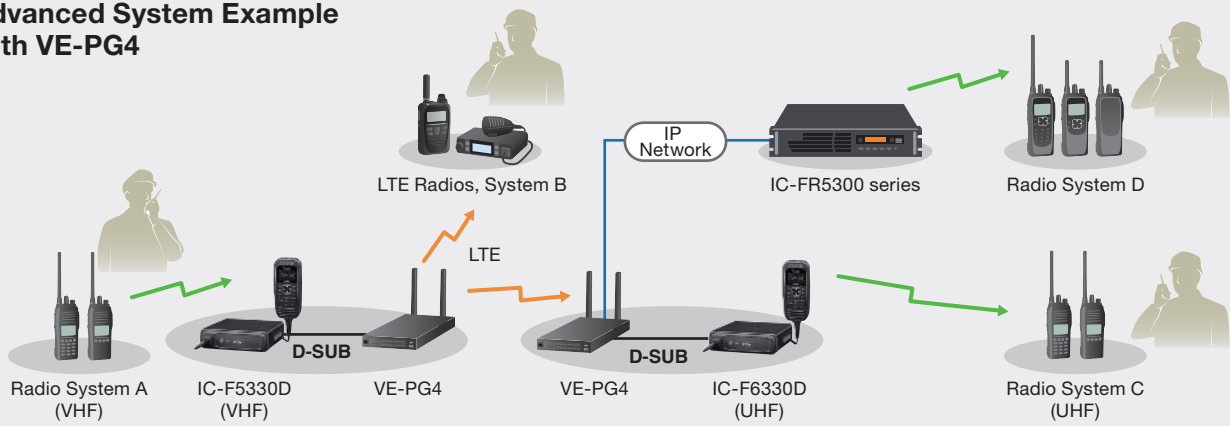 dvanced System Example
th VE-PG4
IP
Network
LTE Radios, System B
IC-FR5300 series
Radio System D
LTE
D-SUB
D-SUB
Radio System A
(VHF)
IC-F5330D
(VHF)
VE-PG4
VE-PG4
IC-F6330D
(UHF)
Radio System C
(UHF)